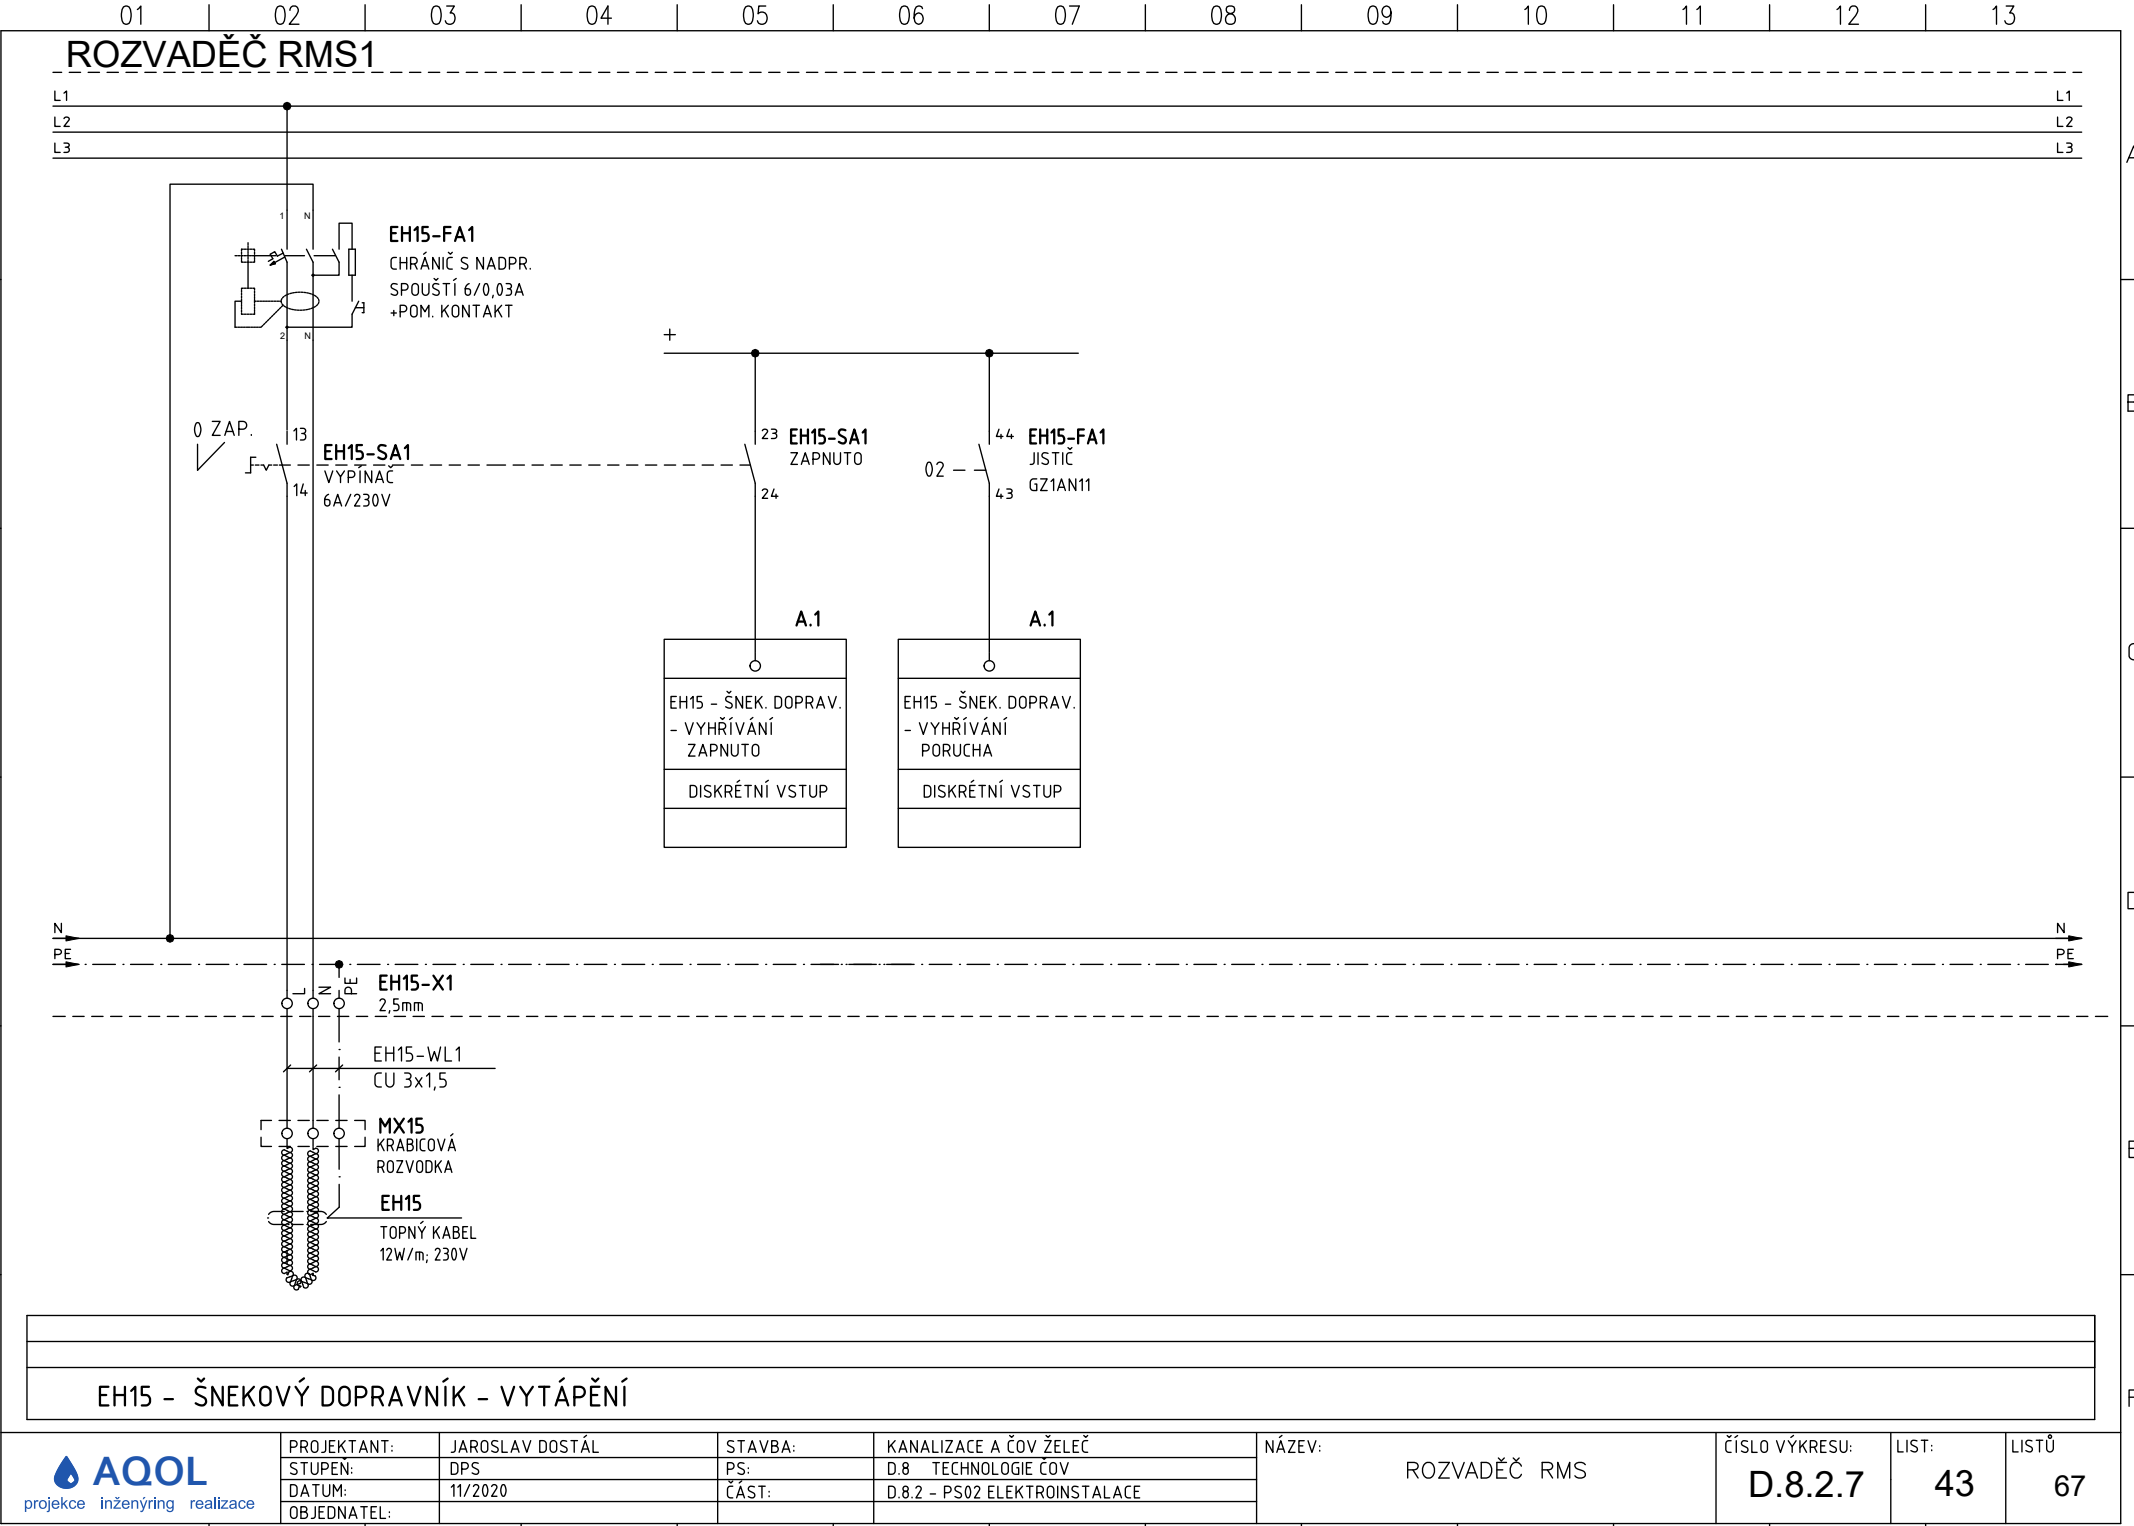 01 02 03 04 05 06 07 08 09 10 11 12 13
ROZVADĚČ RMS1
L1 L1
L2 L2
L3 L3
A
1 N
EH15-FA1
CHRÁNIČ S NADPR.
SPOUŠTÍ 6/0,03A
+POM. KONTAKT
2 N
+
B
0 ZAP.
13
EH15-SA1
VYPÍNAČ
6A/230V
14
23
EH15-SA1
ZAPNUTO
24
44
EH15-FA1
JISTIČ
GZ1AN11
02
43
A.1
EH15 - ŠNEK. DOPRAV.
- VYHŘÍVÁNÍ
ZAPNUTO
DISKRÉTNÍ VSTUP
A.1
EH15 - ŠNEK. DOPRAV.
- VYHŘÍVÁNÍ
PORUCHA
DISKRÉTNÍ VSTUP
C
D
N N
PE PE
L N PE
EH15-X1
2,5mm
EH15-WL1
CU 3x1,5
MX15
KRABICOVÁ
ROZVODKA
E
EH15
TOPNÝ KABEL
12W/m; 230V
EH15 - ŠNEKOVÝ DOPRAVNÍK - VYTÁPĚNÍ
F
AQOL
projekce inženýring realizace
PROJEKTANT: JAROSLAV DOSTÁL
STUPEŇ: DPS
DATUM: 11/2020
OBJEDNATEL:
STAVBA: KANALIZACE A ČOV ŽELEČ
PS: D.8 TECHNOLOGIE ČOV
ČÁST: D.8.2 - PS02 ELEKTROINSTALACE
NÁZEV:
ROZVADĚČ RMS
ČÍSLO VÝKRESU:
D.8.2.7
LIST:
43
LISTŮ
67